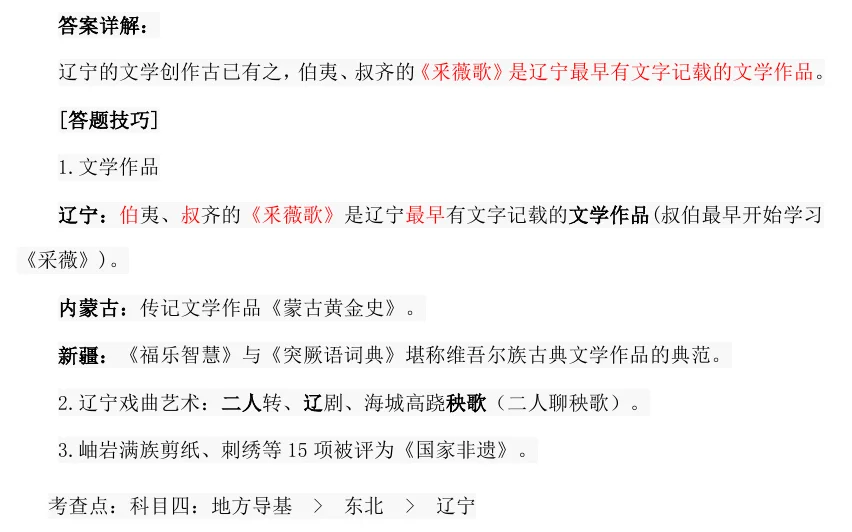 答案详解：
辽宁的文学创作古已有之，伯夷、叔齐的《采薇歌》是辽宁最早有文字记载的文学作品。
[答题技巧]
1.文学作品
辽宁：伯夷、叔齐的《采薇歌》是辽宁最早有文字记载的文学作品(叔伯最早开始学习
《采薇》)。
内蒙古：传记文学作品《蒙古黄金史》。
新疆：《福乐智慧》与《突厥语词典》堪称维吾尔族古典文学作品的典范。
2.辽宁戏曲艺术：二人转、辽剧、海城高跷秧歌（二人聊秧歌）。
3.岫岩满族剪纸、刺绣等 15 项被评为《国家非遗》。
考查点：科目四：地方导基 > 东北 > 辽宁